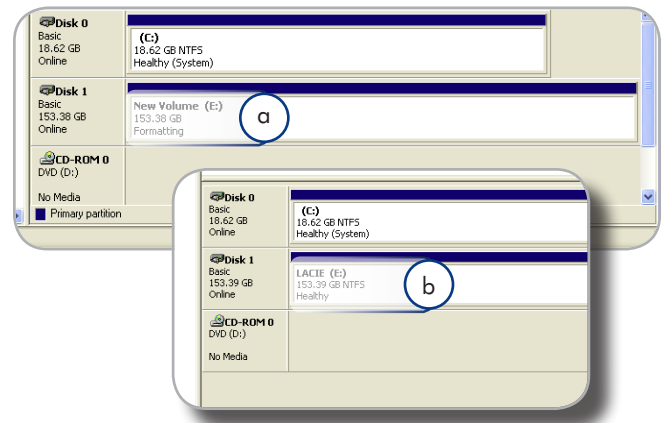 Disk 0
Basic
18.62 GB
Online
(C:)
18.62 GB NTFS
Healthy (System)
Disk 1
Basic
153.38 GB
Online
New Volume (E:)
153.38 GB
Formatting
a
CD-ROM 0
DVD (D:)
No Media
Primary partition
Disk 0
Basic
18.62 GB
Online
(C:)
18.62 GB NTFS
Healthy (System)
Disk 1
Basic
153.39 GB
Online
LACIE (E:)
153.39 GB NTFS
Healthy
b
CD-ROM 0
DVD (D:)
No Media